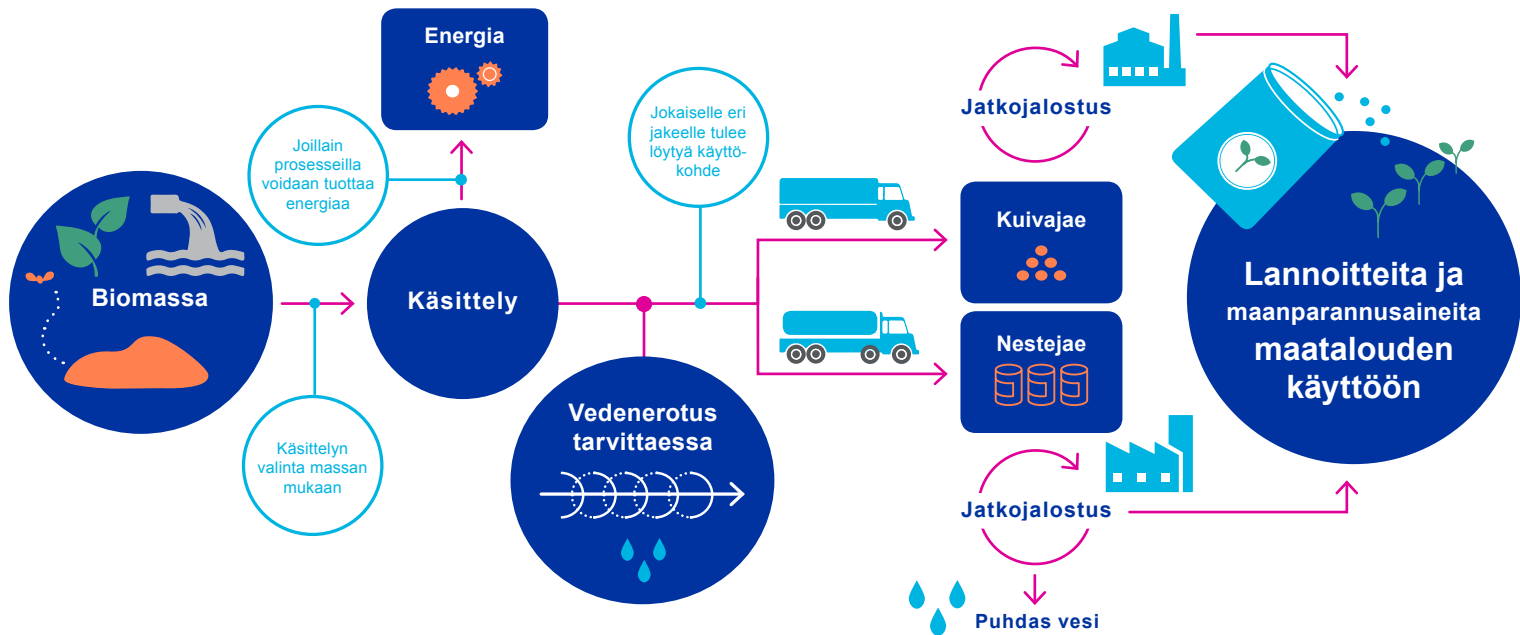 Energia
Joillain
prosesseilla
voidaan tuottaa
energiaa
Biomassa
Käsittely
Käsittelyn
valinta massan
mukaan
Vedenerotus
tarvittaessa
Jokaiselle eri
jakeelle tulee
löytyä käyttö-
kohde
Jatkojalostus
Kuivajae
Nestejae
Jatkojalostus
Puhdas vesi
Lannoitteita ja
maanparannusaineita
maatalouden
käyttöön